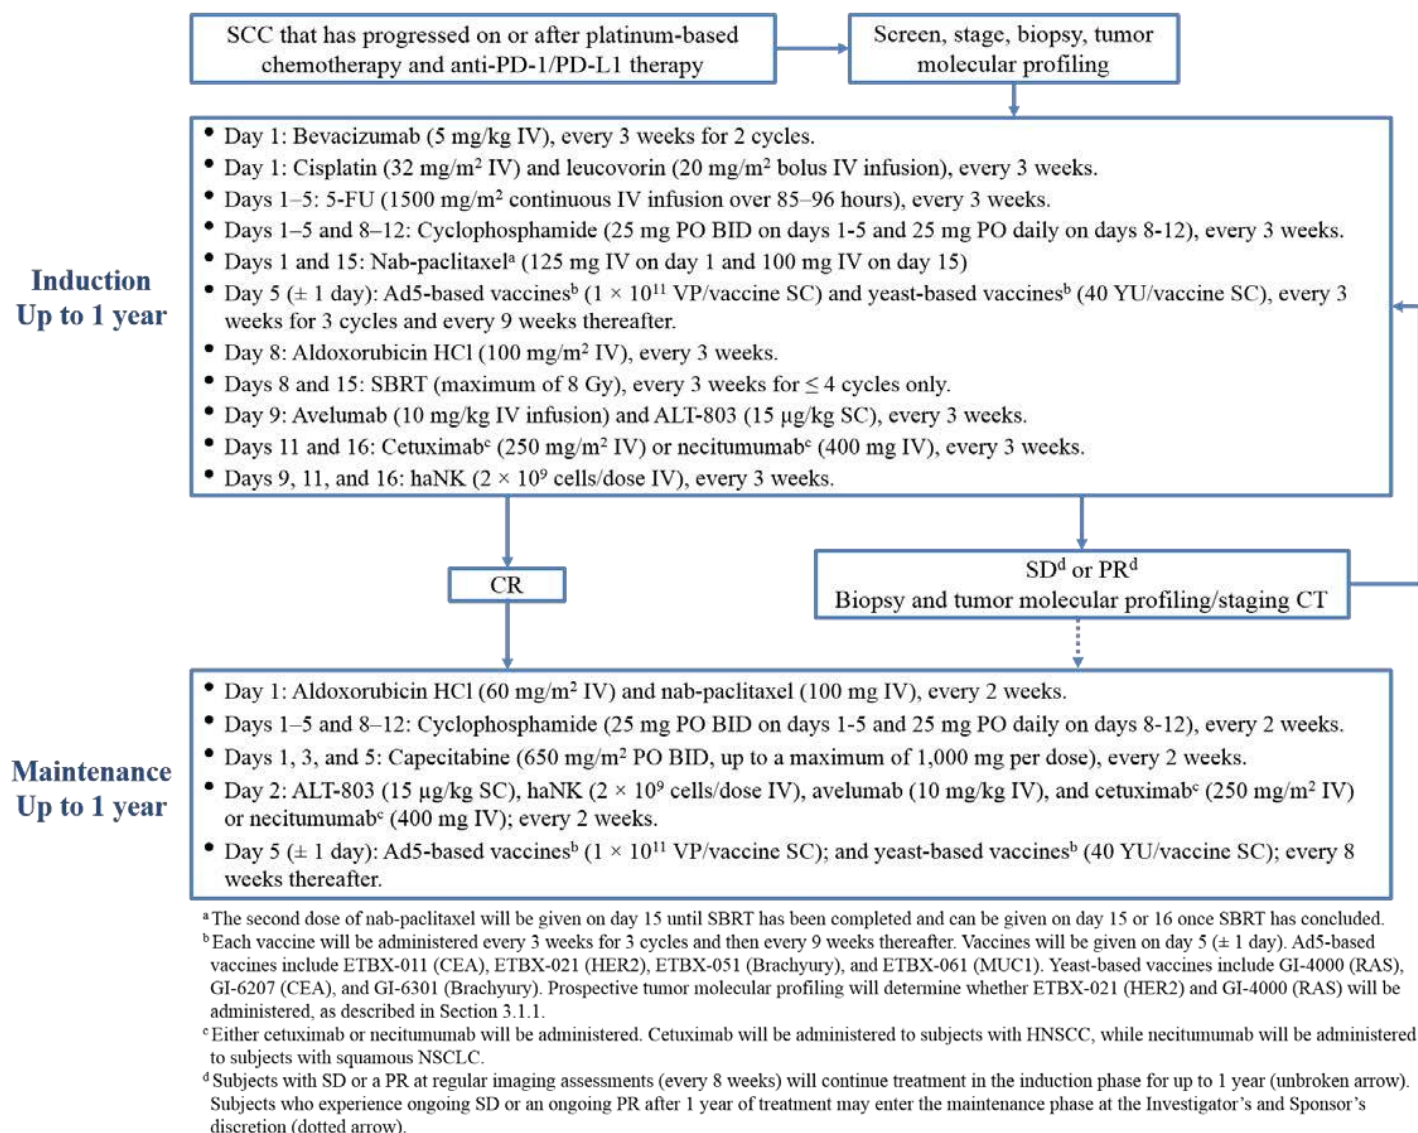 SCC that has progressed on or after platinum-based
chemotherapy and anti-PD-1/PD-L1 therapy
Screen, stage, biopsy, tumor
molecular profiling
Induction
Up to 1 year
• Day 1: Bevacizumab (5 mg/kg IV), every 3 weeks for 2 cycles.
• Day 1: Cisplatin (32 mg/m² IV) and leucovorin (20 mg/m² bolus IV infusion), every 3 weeks.
• Days 1–5: 5-FU (1500 mg/m² continuous IV infusion over 85–96 hours), every 3 weeks.
• Days 1–5 and 8–12: Cyclophosphamide (25 mg PO BID on days 1-5 and 25 mg PO daily on days 8-12), every 3 weeks.
• Days 1 and 15: Nab-paclitaxelᵃ (125 mg IV on day 1 and 100 mg IV on day 15)
• Day 5 (± 1 day): Ad5-based vaccinesᵇ (1 × 10¹¹ VP/vaccine SC) and yeast-based vaccinesᵇ (40 YU/vaccine SC), every 3
weeks for 3 cycles and every 9 weeks thereafter.
• Day 8: Aldoxorubicin HCl (100 mg/m² IV), every 3 weeks.
• Days 8 and 15: SBRT (maximum of 8 Gy), every 3 weeks for ≤ 4 cycles only.
• Day 9: Avelumab (10 mg/kg IV infusion) and ALT-803 (15 µg/kg SC), every 3 weeks.
• Days 11 and 16: Cetuximabᶜ (250 mg/m² IV) or necitumumabᶜ (400 mg IV), every 3 weeks.
• Days 9, 11, and 16: haNK (2 × 10⁹ cells/dose IV), every 3 weeks.
CR
SDᵈ or PRᵈ
Biopsy and tumor molecular profiling/staging CT
Maintenance
Up to 1 year
• Day 1: Aldoxorubicin HCl (60 mg/m² IV) and nab-paclitaxel (100 mg IV), every 2 weeks.
• Days 1–5 and 8–12: Cyclophosphamide (25 mg PO BID on days 1-5 and 25 mg PO daily on days 8-12), every 2 weeks.
• Days 1, 3, and 5: Capecitabine (650 mg/m² PO BID, up to a maximum of 1,000 mg per dose), every 2 weeks.
• Day 2: ALT-803 (15 µg/kg SC), haNK (2 × 10⁹ cells/dose IV), avelumab (10 mg/kg IV), and cetuximabᶜ (250 mg/m² IV)
or necitumumabᶜ (400 mg IV); every 2 weeks.
• Day 5 (± 1 day): Ad5-based vaccinesᵇ (1 × 10¹¹ VP/vaccine SC); and yeast-based vaccinesᵇ (40 YU/vaccine SC); every 8
weeks thereafter.
ᵃ The second dose of nab-paclitaxel will be given on day 15 until SBRT has been completed and can be given on day 15 or 16 once SBRT has concluded.
ᵇ Each vaccine will be administered every 3 weeks for 3 cycles and then every 9 weeks thereafter. Vaccines will be given on day 5 (± 1 day). Ad5-based
vaccines include ETBX-011 (CEA), ETBX-021 (HER2), ETBX-051 (Brachyury), and ETBX-061 (MUC1). Yeast-based vaccines include GI-4000 (RAS),
GI-6207 (CEA), and GI-6301 (Brachyury). Prospective tumor molecular profiling will determine whether ETBX-021 (HER2) and GI-4000 (RAS) will be
administered, as described in Section 3.1.1.
ᶜ Either cetuximab or necitumumab will be administered. Cetuximab will be administered to subjects with HNSCC, while necitumumab will be administered
to subjects with squamous NSCLC.
ᵈ Subjects with SD or a PR at regular imaging assessments (every 8 weeks) will continue treatment in the induction phase for up to 1 year (unbroken arrow).
Subjects who experience ongoing SD or an ongoing PR after 1 year of treatment may enter the maintenance phase at the Investigator's and Sponsor's
discretion (dotted arrow).